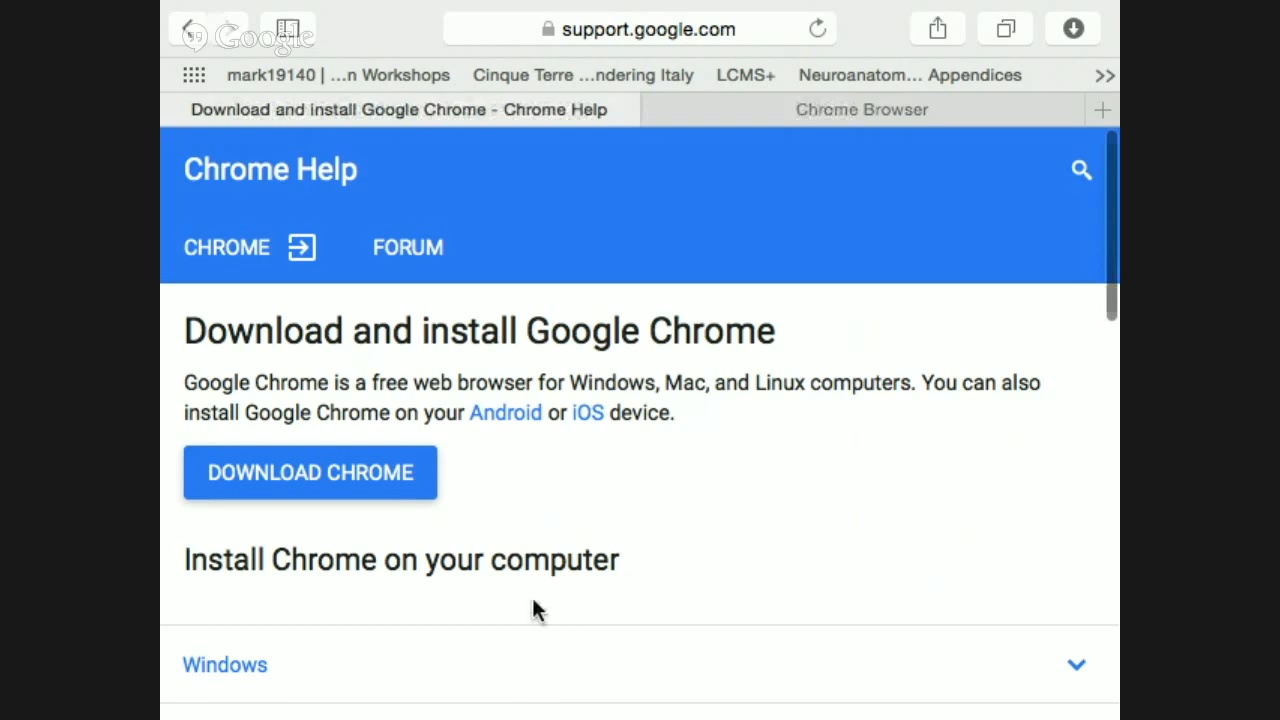 Google
support.google.com
mark19140 | ...n Workshops Cinque Terre ...ndering Italy LCMS+ Neuroanatom... Appendices >>
Download and install Google Chrome - Chrome Help Chrome Browser +
Chrome Help
CHROME FORUM
Download and install Google Chrome
Google Chrome is a free web browser for Windows, Mac, and Linux computers. You can also
install Google Chrome on your Android or iOS device.
DOWNLOAD CHROME
Install Chrome on your computer
Windows